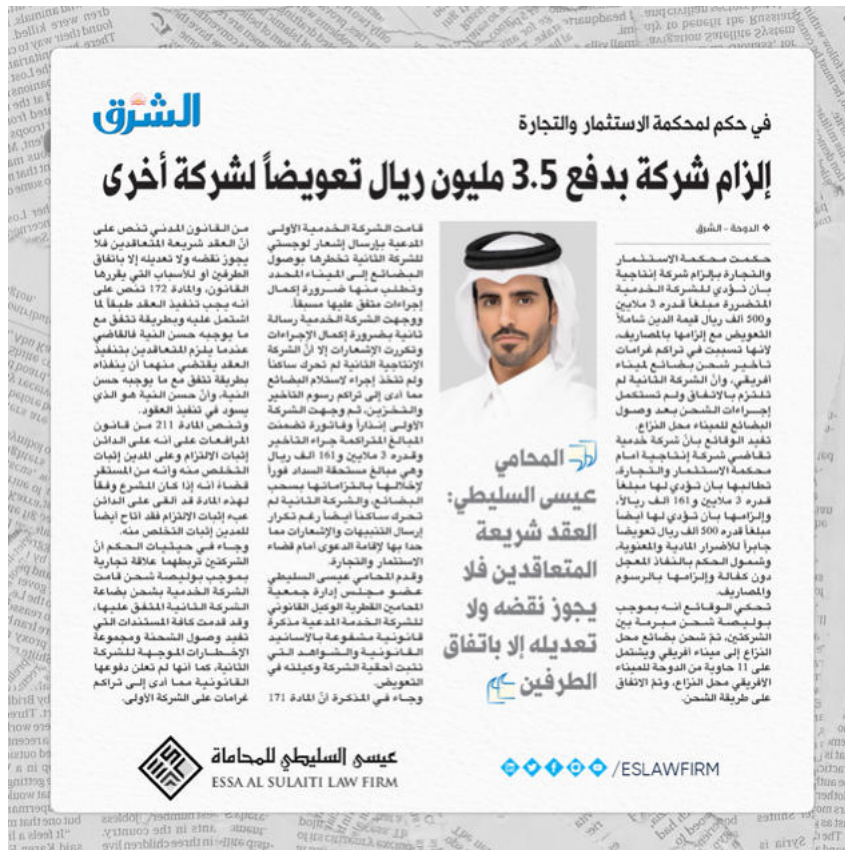 الشرق
في حكم لمحكمة الاستثمار والتجارة
إلزام شركة بدفع 3.5 مليون ريال تعويضاً لشركة أخرى
❖ الدوحة - الشرق
حكمت محكمة الاستثمار
والتجارة بإلزام شركة إنتاجية
بأن تؤدي للشركة الخدمية
المتضررة مبلغاً قدره 3 ملايين
و500 ألف ريال قيمة الدين شاملاً
التعويض مع إلزامها بالمصاريف،
لأنها تسببت في تراكم غرامات
تأخير شحن بضائع لميناء
أفريقي، وأنّ الشركة الثانية لم
تلتزم بالاتفاق ولم تستكمل
إجراءات الشحن بعد وصول
البضائع للميناء محل النزاع.
تفيد الوقائع بأنّ شركة خدمية
تقاضي شركة إنتاجية أمام
محكمة الاستثمار والتجارة،
تطالبها بأن تؤدي لها مبلغاً
قدره 3 ملايين و161 ألف ريالاً،
وإلزامها بأن تؤدي لها أيضاً
مبلغاً قدره 500 ألف ريال تعويضاً
جابراً للأضرار المادية والمعنوية،
وشمول الحكم بالنفاذ المعجل
دون كفالة وإلزامها بالرسوم
والمصاريف.
تحكي الوقائع أنه بموجب
بوليصة شحن مبرمة بين
الشركتين، تمّ شحن بضائع محل
النزاع إلى ميناء أفريقي ويشتمل
على 11 حاوية من الدوحة للميناء
الأفريقي محل النزاع، وتمّ الاتفاق
على طريقة الشحن.
المحامي
عيسى السليطي:
العقد شريعة
المتعاقدين فلا
يجوز نقضه ولا
تعديله إلا باتفاق
الطرفين
قامت الشركة الخدمية الأولى
المدعية بإرسال إشعار لوجستي
للشركة الثانية تخطرها بوصول
البضائع إلى الميناء المحدد
وتطلب منها ضرورة إكمال
إجراءات متفق عليها مسبقاً.
ووجهت الشركة الخدمية رسالة
ثانية بضرورة إكمال الإجراءات
وتكررت الإشعارات إلا أنّ الشركة
الإنتاجية الثانية لم تحرك ساكناً
ولم تتخذ إجراء لاستلام البضائع
مما أدى إلى تراكم رسوم التأخير
والتخزين، ثم وجهت الشركة
الأولى إنذاراً وفاتورة تضمنت
المبالغ المتراكمة جراء التأخير
وقدره 3 ملايين و161 ألف ريال
وهي مبالغ مستحقة السداد فوراً
لإخلالها بالتزاماتها بسحب
البضائع، والشركة الثانية لم
تحرك ساكناً أيضاً رغم تكرار
إرسال التنبيهات والإشعارات مما
حدا بها لإقامة الدعوى أمام قضاء
الاستثمار والتجارة.
وقدم المحامي عيسى السليطي
عضو مجلس إدارة جمعية
المحامين القطرية الوكيل القانوني
للشركة الخدمة المدعية مذكرة
قانونية مشفوعة بالأسانيد
القانونية والشواهد التي
تثبت أحقية الشركة وكيلته في
التعويض.
وجاء في المذكرة أنّ المادة 171
من القانون المدني تنص على
أنّ العقد شريعة المتعاقدين فلا
يجوز نقضه ولا تعديله إلا باتفاق
الطرفين أو للأسباب التي يقررها
القانون، والمادة 172 تنص على
أنه يجب تنفيذ العقد طبقاً لما
اشتمل عليه وبطريقة تتفق مع
ما يوجبه حسن النية فالقاضي
عندما يلزم المتعاقدين بتنفيذ
العقد يقتضي منهما أن ينفذاه
بطريقة تتفق مع ما يوجبه حسن
النية، وأنّ حسن النية هو الذي
يسود في تنفيذ العقود.
وتنص المادة 211 من قانون
المرافعات على أنه على الدائن
إثبات الالتزام وعلى المدين إثبات
التخلص منه وأنه من المستقر
قضاءً أنه إذا كان المشرع وفقاً
لهذه المادة قد ألقى على الدائن
عبء إثبات الالتزام فقد أتاح أيضاً
للمدين إثبات التخلص منه.
وجاء في حيثيات الحكم أنّ
الشركتين تربطهما علاقة تجارية
بموجب بوليصة شحن قامت
الشركة الخدمية بشحن بضاعة
الشركة الثانية المتفق عليها،
وقد قدمت كافة المستندات التي
تفيد وصول الشحنة ومجموعة
الإخطارات الموجهة للشركة
الثانية، كما أنها لم تعلن دفوعها
القانونية مما أدى إلى تراكم
غرامات على الشركة الأولى.
عيسى السليطي للمحاماة
ESSA AL SULAITI LAW FIRM
/ESLAWFIRM